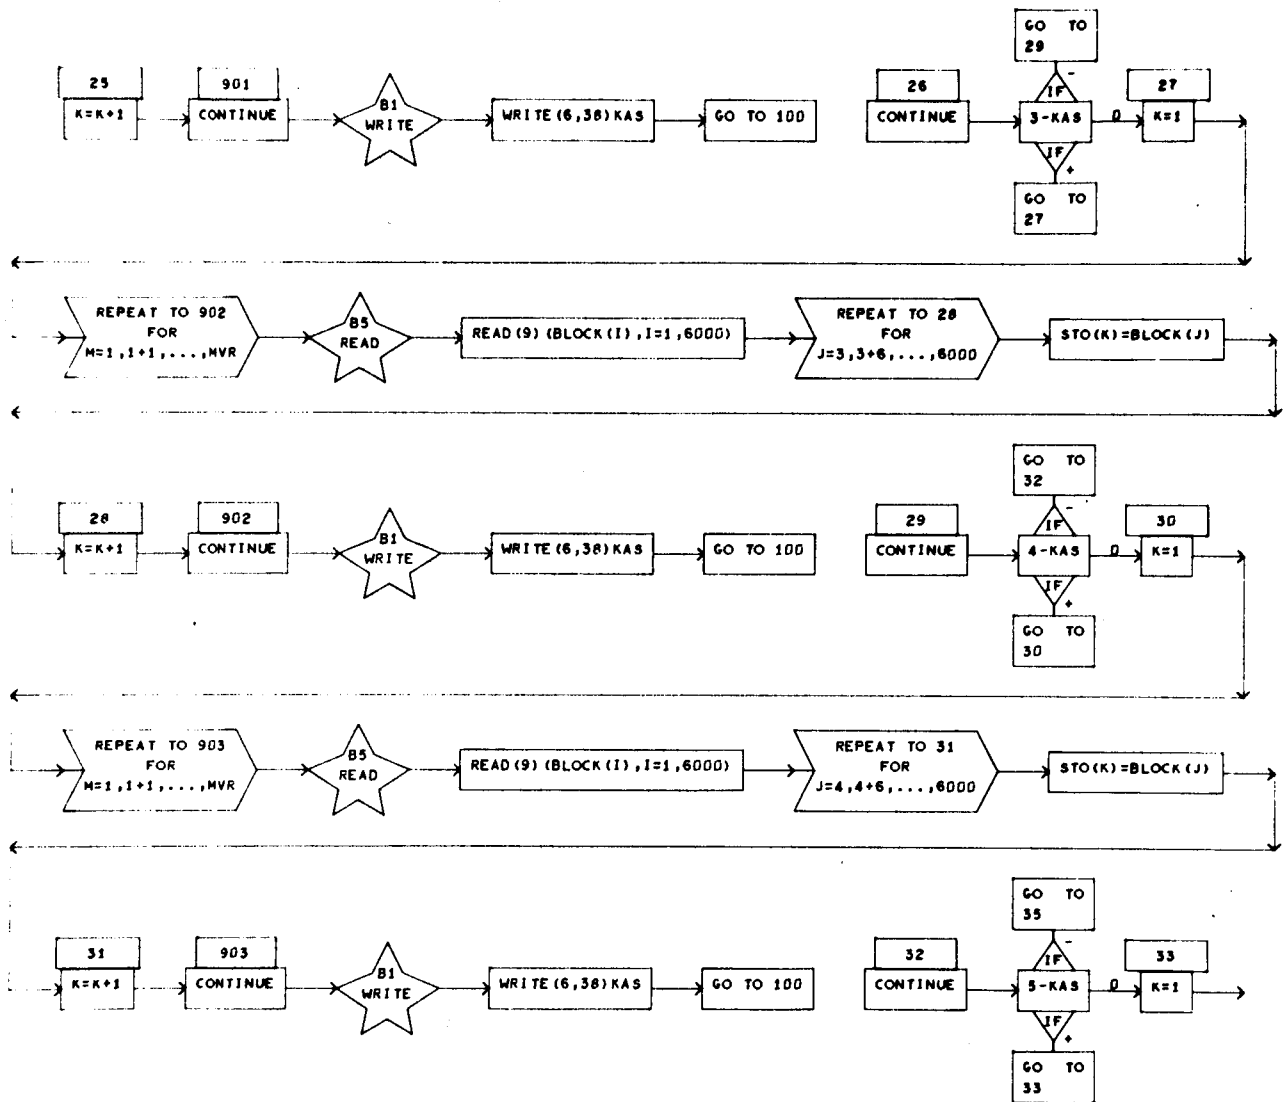 GO TO
29
25
K=K+1
901
CONTINUE
B1
WRITE
WRITE(6,38)KAS
GO TO 100
26
CONTINUE
IF
-
3-KAS
0
27
K=1
IF
+
GO TO
27
REPEAT TO 902
FOR
M=1,1+1,...,MVR
B5
READ
READ(9)(BLOCK(I),I=1,6000)
REPEAT TO 28
FOR
J=3,3+6,...,6000
STO(K)=BLOCK(J)
GO TO
32
28
K=K+1
902
CONTINUE
B1
WRITE
WRITE(6,38)KAS
GO TO 100
29
CONTINUE
IF
-
4-KAS
0
30
K=1
IF
+
GO TO
30
REPEAT TO 903
FOR
M=1,1+1,...,MVR
B5
READ
READ(9)(BLOCK(I),I=1,6000)
REPEAT TO 31
FOR
J=4,4+6,...,6000
STO(K)=BLOCK(J)
GO TO
35
31
K=K+1
903
CONTINUE
B1
WRITE
WRITE(6,38)KAS
GO TO 100
32
CONTINUE
IF
-
5-KAS
0
33
K=1
IF
+
GO TO
33